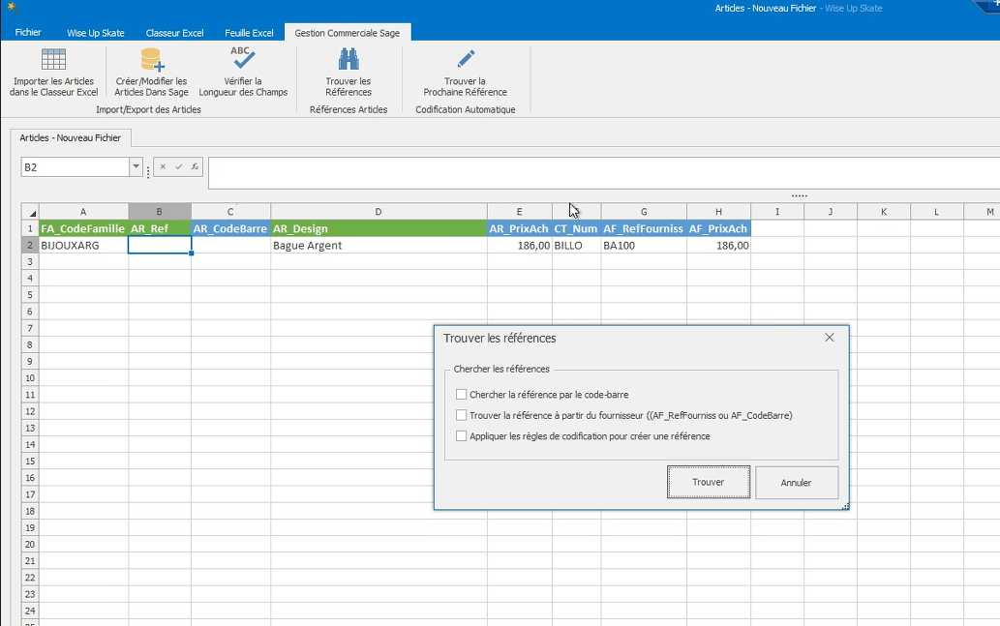 Articles - Nouveau Fichier - Wise Up Skate
Fichier Wise Up Skate Classeur Excel Feuille Excel Gestion Commerciale Sage
ABC
Importer les Articles
dans le Classeur Excel
Créer/Modifier les
Articles Dans Sage
Vérifier la
Longueur des Champs
Trouver les
Références
Trouver la
Prochaine Référence
Import/Export des Articles Références Articles Codification Automatique
Articles - Nouveau Fichier
B2 fx
A B C D E G H I J K L M
1 FA_CodeFamille AR_Ref AR_CodeBarre AR_Design AR_PrixAch CT_Num AF_RefFourniss AF_PrixAch
2 BIJOUXARG Bague Argent 186,00 BILLO BA100 186,00
3
4
5
6
7
8
9
10
11
12
13
14
15
16
17
18
19
20
21
22
23
24
25
Trouver les références
Chercher les références
Chercher la référence par le code-barre
Trouver la référence à partir du fournisseur ((AF_RefFourniss ou AF_CodeBarre)
Appliquer les règles de codification pour créer une référence
Trouver Annuler